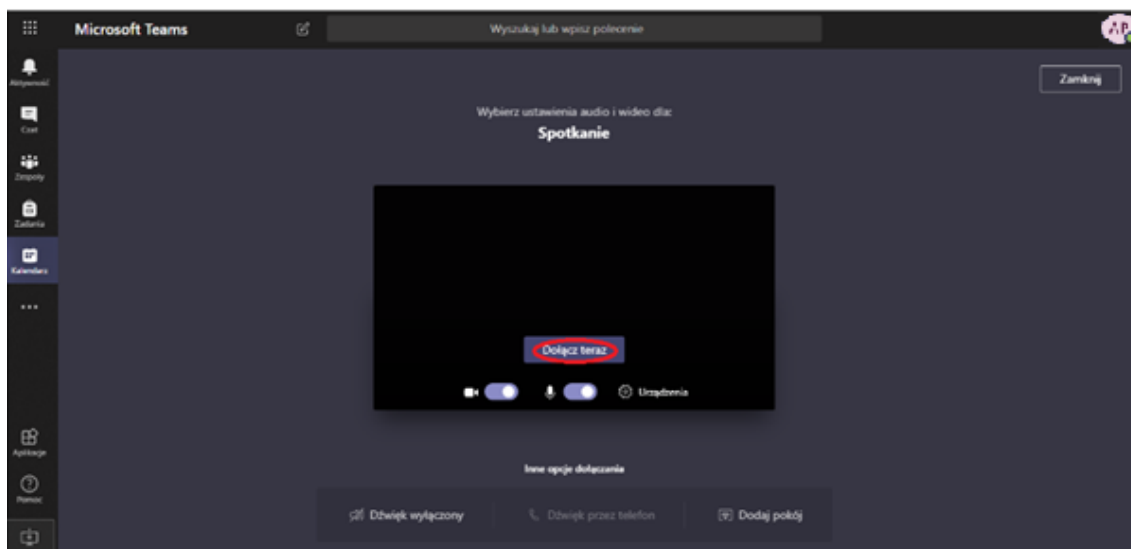 Microsoft Teams
Wyszukaj lub wpisz polecenie
AP
Aktywność
Czat
Zespoły
Zadania
Kalendarz
Aplikacje
Pomoc
Zamknij
Wybierz ustawienia audio i wideo dla:
Spotkanie
Dołącz teraz
Urządzenia
Inne opcje dołączania
Dźwięk wyłączony
Dźwięk przez telefon
Dodaj pokój